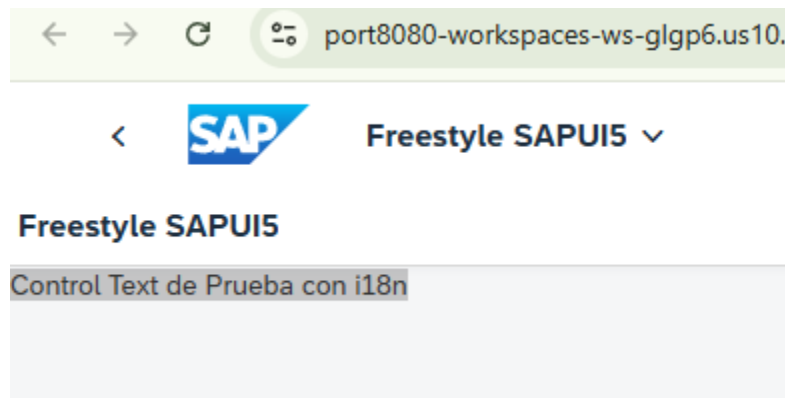 port8080-workspaces-ws-glgp6.us10.
SAP Freestyle SAPUI5
Freestyle SAPUI5
Control Text de Prueba con i18n